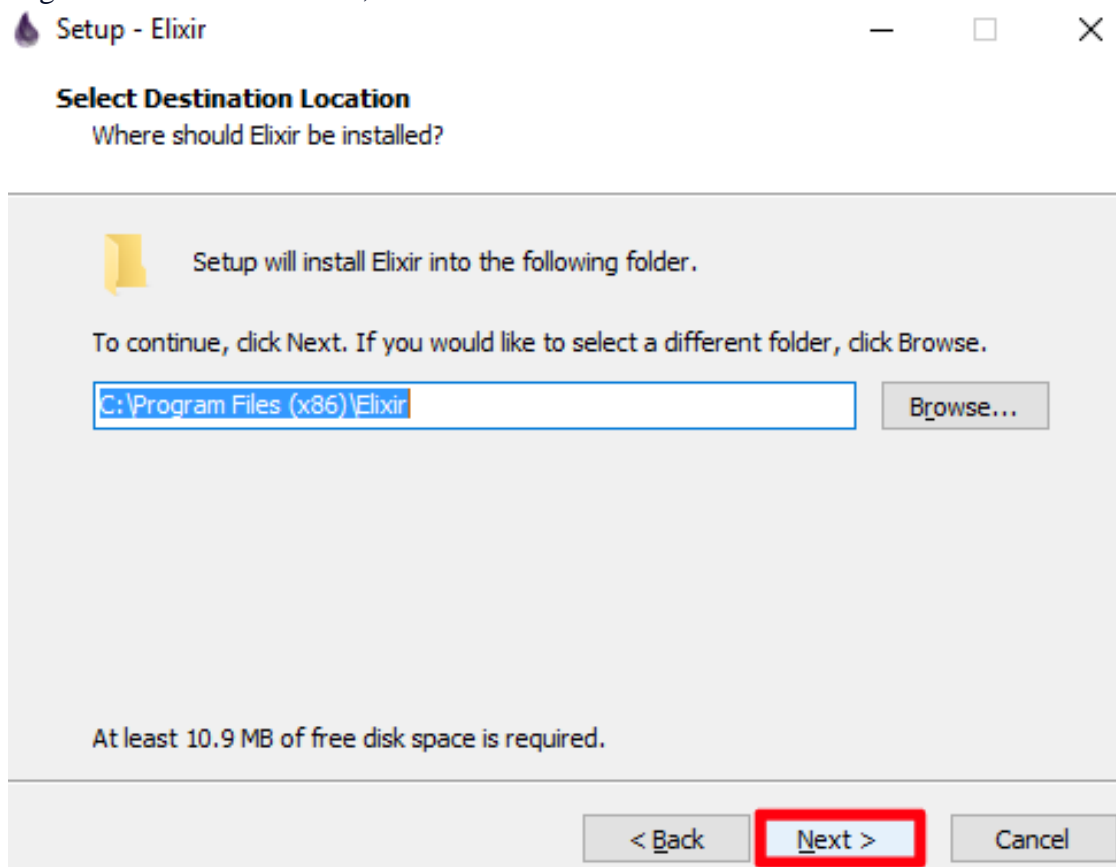 Setup - Elixir
Select Destination Location
Where should Elixir be installed?
Setup will install Elixir into the following folder.
To continue, click Next. If you would like to select a different folder, click Browse.
C:\Program Files (x86)\Elixir
Browse...
At least 10.9 MB of free disk space is required.
< Back Next > Cancel